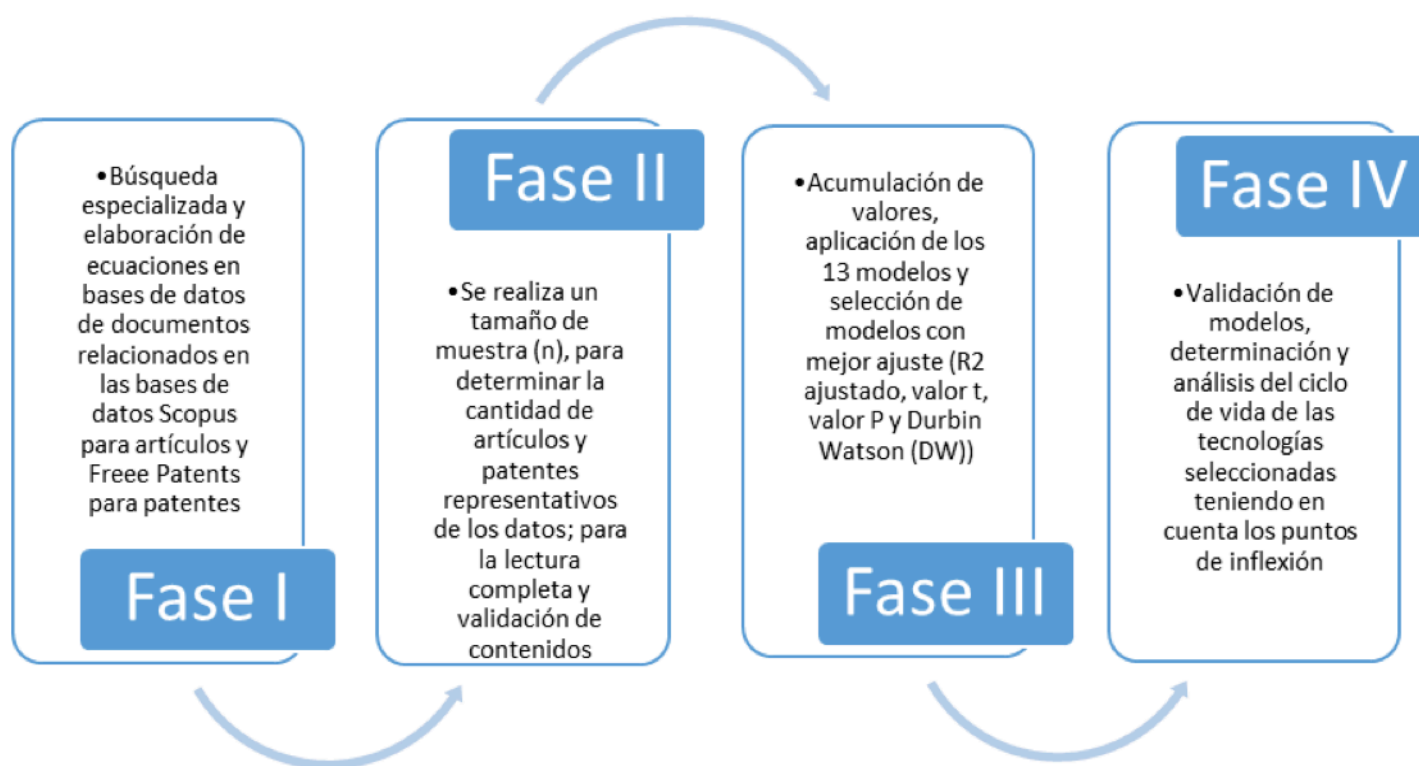 •Búsqueda
especializada y
elaboración de
ecuaciones en
bases de datos
de documentos
relacionados en
las bases de
datos Scopus
para artículos y
Freee Patents
para patentes
Fase I
Fase II
•Se realiza un
tamaño de
muestra (n), para
determinar la
cantidad de
artículos y
patentes
representativos
de los datos; para
la lectura
completa y
validación de
contenidos
•Acumulación de
valores,
aplicación de los
13 modelos y
selección de
modelos con
mejor ajuste (R2
ajustado, valor t,
valor P y Durbin
Watson (DW))
Fase III
Fase IV
•Validación de
modelos,
determinación y
análisis del ciclo
de vida de las
tecnologías
seleccionadas
teniendo en
cuenta los puntos
de inflexión